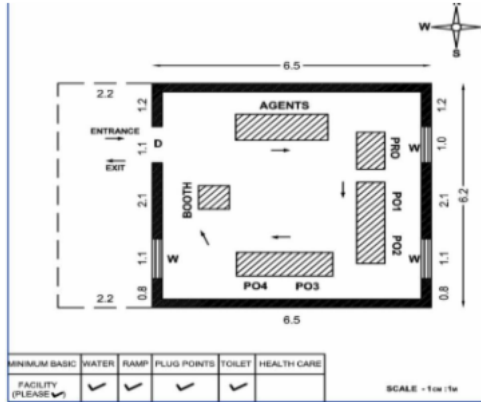 W
S
6.5
2.2
1.2
AGENTS
1.2
ENTRANCE
D
1.1
EXIT
PRO
W
1.0
6.2
BOOTH
2.1
PO1
2.1
PO2
1.1
W
W
1.1
PO4 PO3
0.8
0.8
2.2
6.5
MINIMUM BASIC WATER RAMP PLUG POINTS TOILET HEALTH CARE
FACILITY
(PLEASE ✓) ✓ ✓ ✓ ✓
SCALE - 1CM :1M